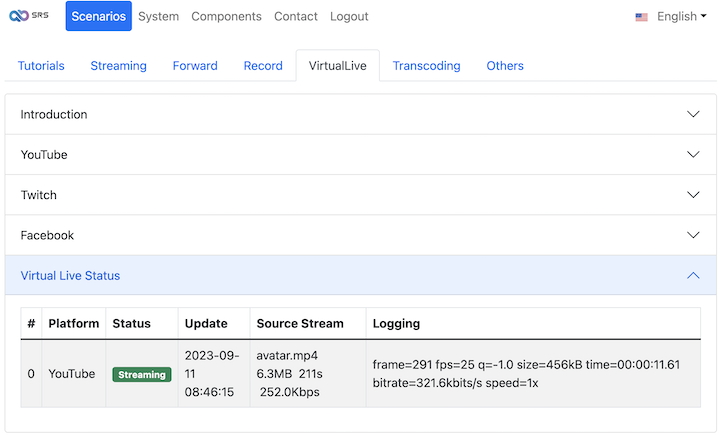 SRS Scenarios System Components Contact Logout English
Tutorials Streaming Forward Record VirtualLive Transcoding Others
Introduction
YouTube
Twitch
Facebook
Virtual Live Status
# Platform Status Update Source Stream Logging
0 YouTube Streaming
2023-09-
11
08:46:15
avatar.mp4
6.3MB 211s
252.0Kbps
frame=291 fps=25 q=-1.0 size=456kB time=00:00:11.61
bitrate=321.6kbits/s speed=1x